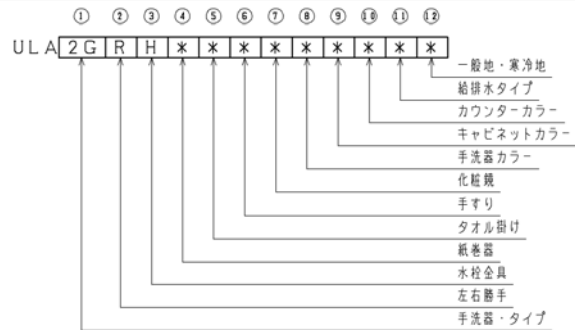 ① ② ③ ④ ⑤ ⑥ ⑦ ⑧ ⑨ ⑩ ⑪ ⑫
ULA 2G R H * * * * * * * * *
一般地・寒冷地
給排水タイプ
カウンターカラー
キャビネットカラー
手洗器カラー
化粧鏡
手すり
タオル掛け
紙巻器
水栓金具
左右勝手
手洗器・タイプ